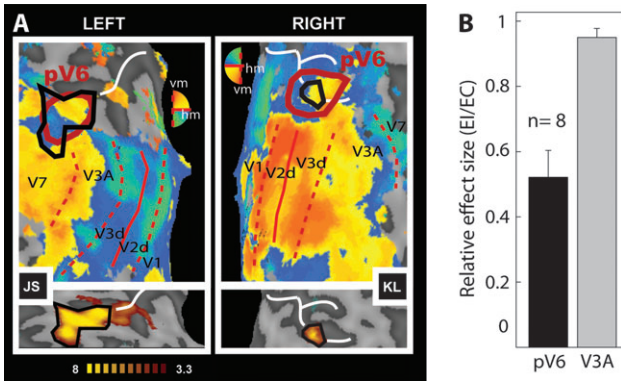 A
LEFT
RIGHT
pV6
vm
hm
V7
V3A
V3d
V2d
V1
JS
hm
vm
pV6
V7
V1
V2d
V3d
V3A
KL
8
3.3
B
Relative effect size (EI/EC)
1
0.8
0.6
0.4
0.2
0
n= 8
pV6
V3A